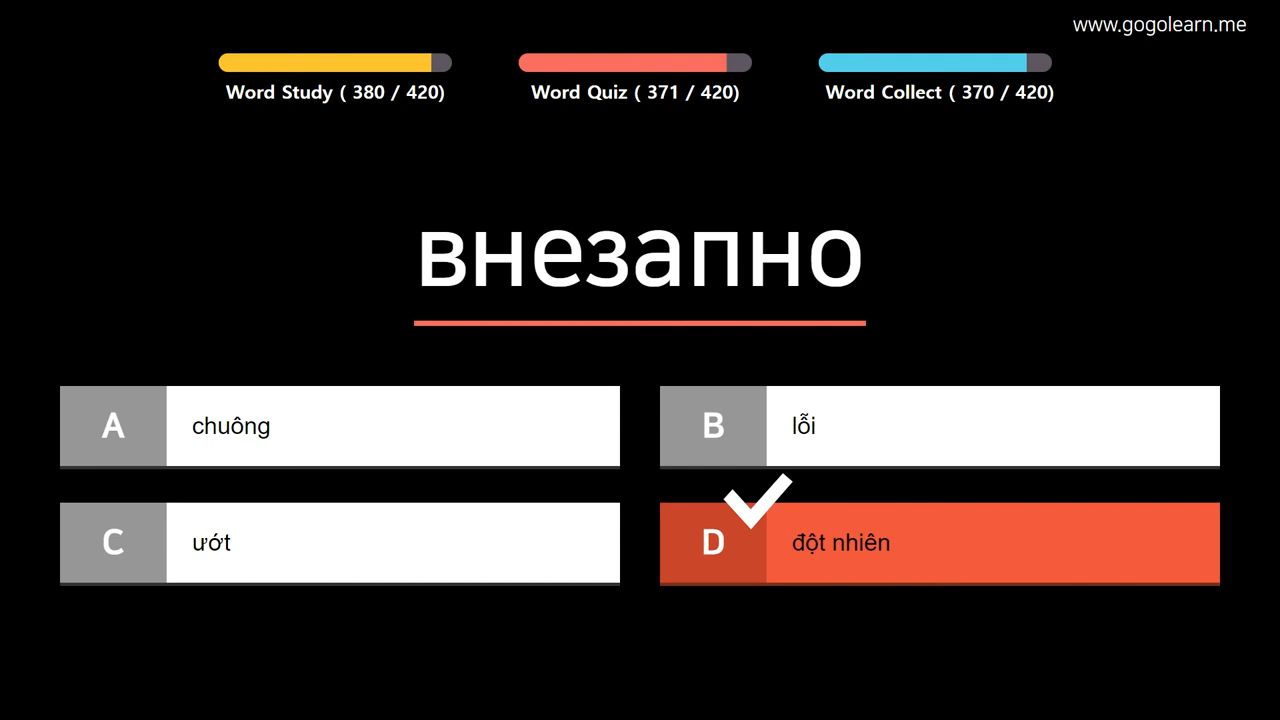 www.gogolearn.me
Word Study ( 380 / 420)
Word Quiz ( 371 / 420)
Word Collect ( 370 / 420)
внезапно
A chuông
B lỗi
C ướt
D đột nhiên